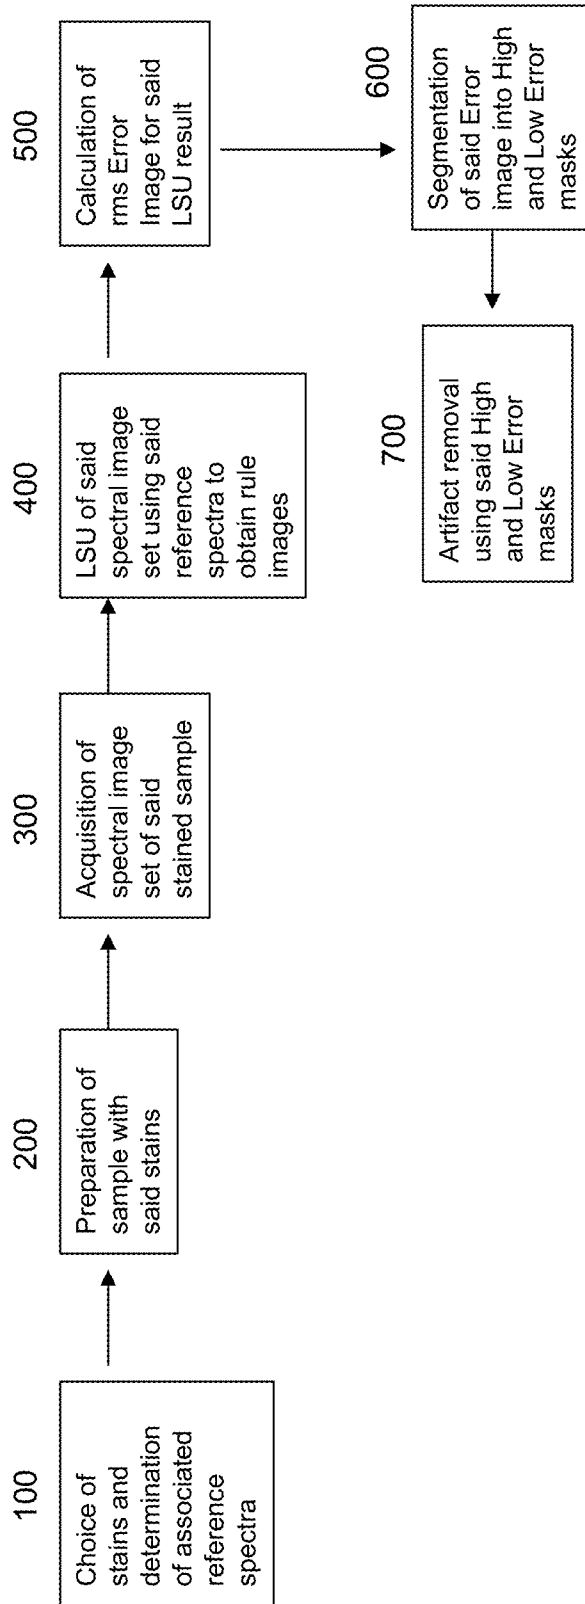 100
Choice of
stains and
determination
of associated
reference
spectra
200
Preparation of
sample with
said stains
300
Acquisition of
spectral image
set of said
stained sample
400
LSU of said
spectral image
set using said
reference
spectra to
obtain rule
images
500
Calculation of
rms Error
Image for said
LSU result
600
Segmentation
of said Error
image into High
and Low Error
masks
700
Artifact removal
using said High
and Low Error
masks